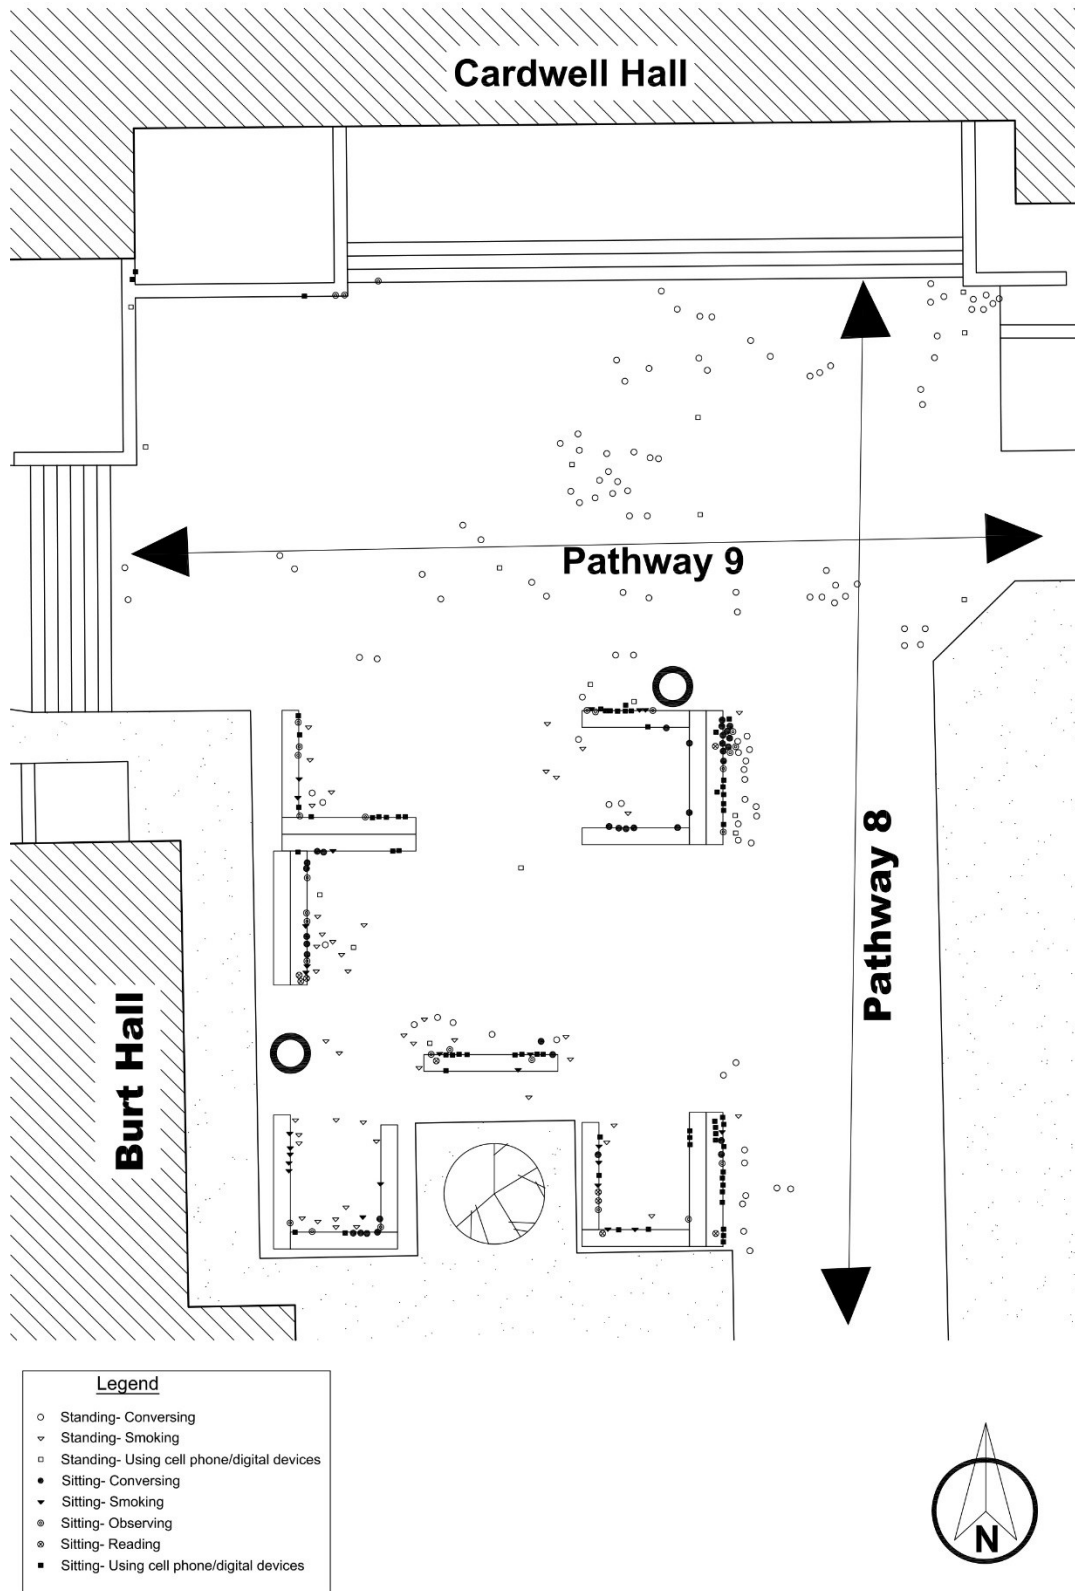 Cardwell Hall
Pathway 9
Pathway 8
Burt Hall
Legend
Standing- Conversing
Standing- Smoking
Standing- Using cell phone/digital devices
Sitting- Conversing
Sitting- Smoking
Sitting- Observing
Sitting- Reading
Sitting- Using cell phone/digital devices
N